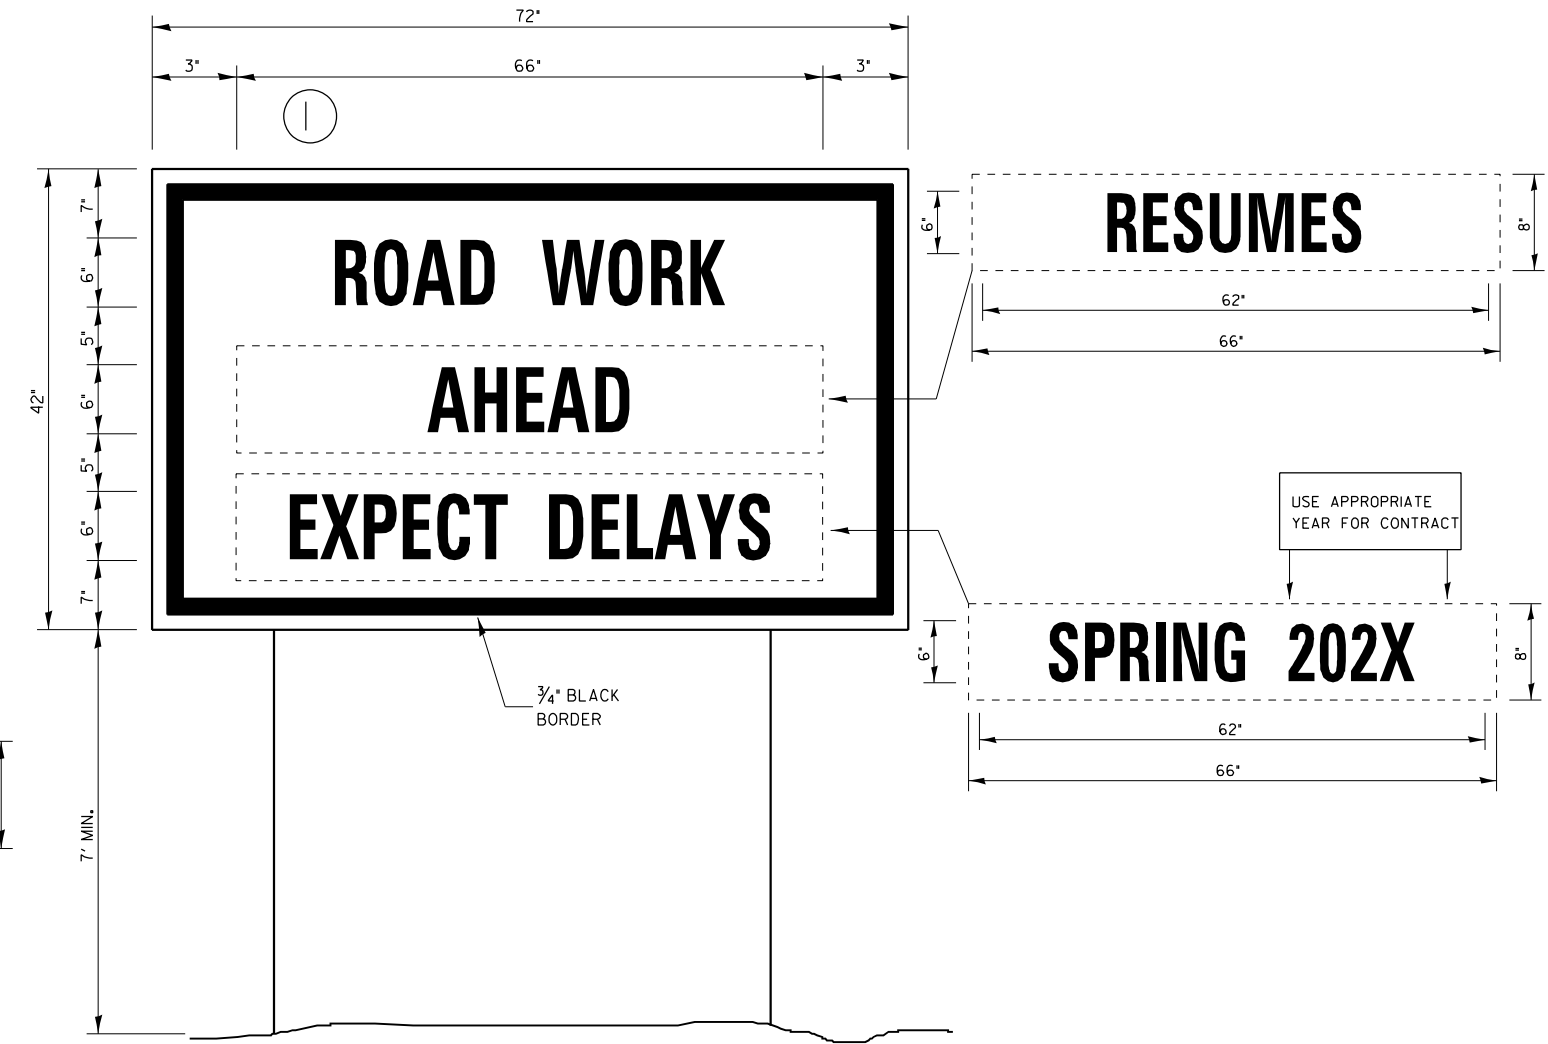 72"
3" 66" 3"
I
42"
7"
6"
5"
6"
5"
6"
7"
7' MIN.
ROAD WORK
AHEAD
EXPECT DELAYS
3/4" BLACK
BORDER
6"
RESUMES
8"
62"
66"
USE APPROPRIATE
YEAR FOR CONTRACT
6"
SPRING 202X
8"
62"
66"